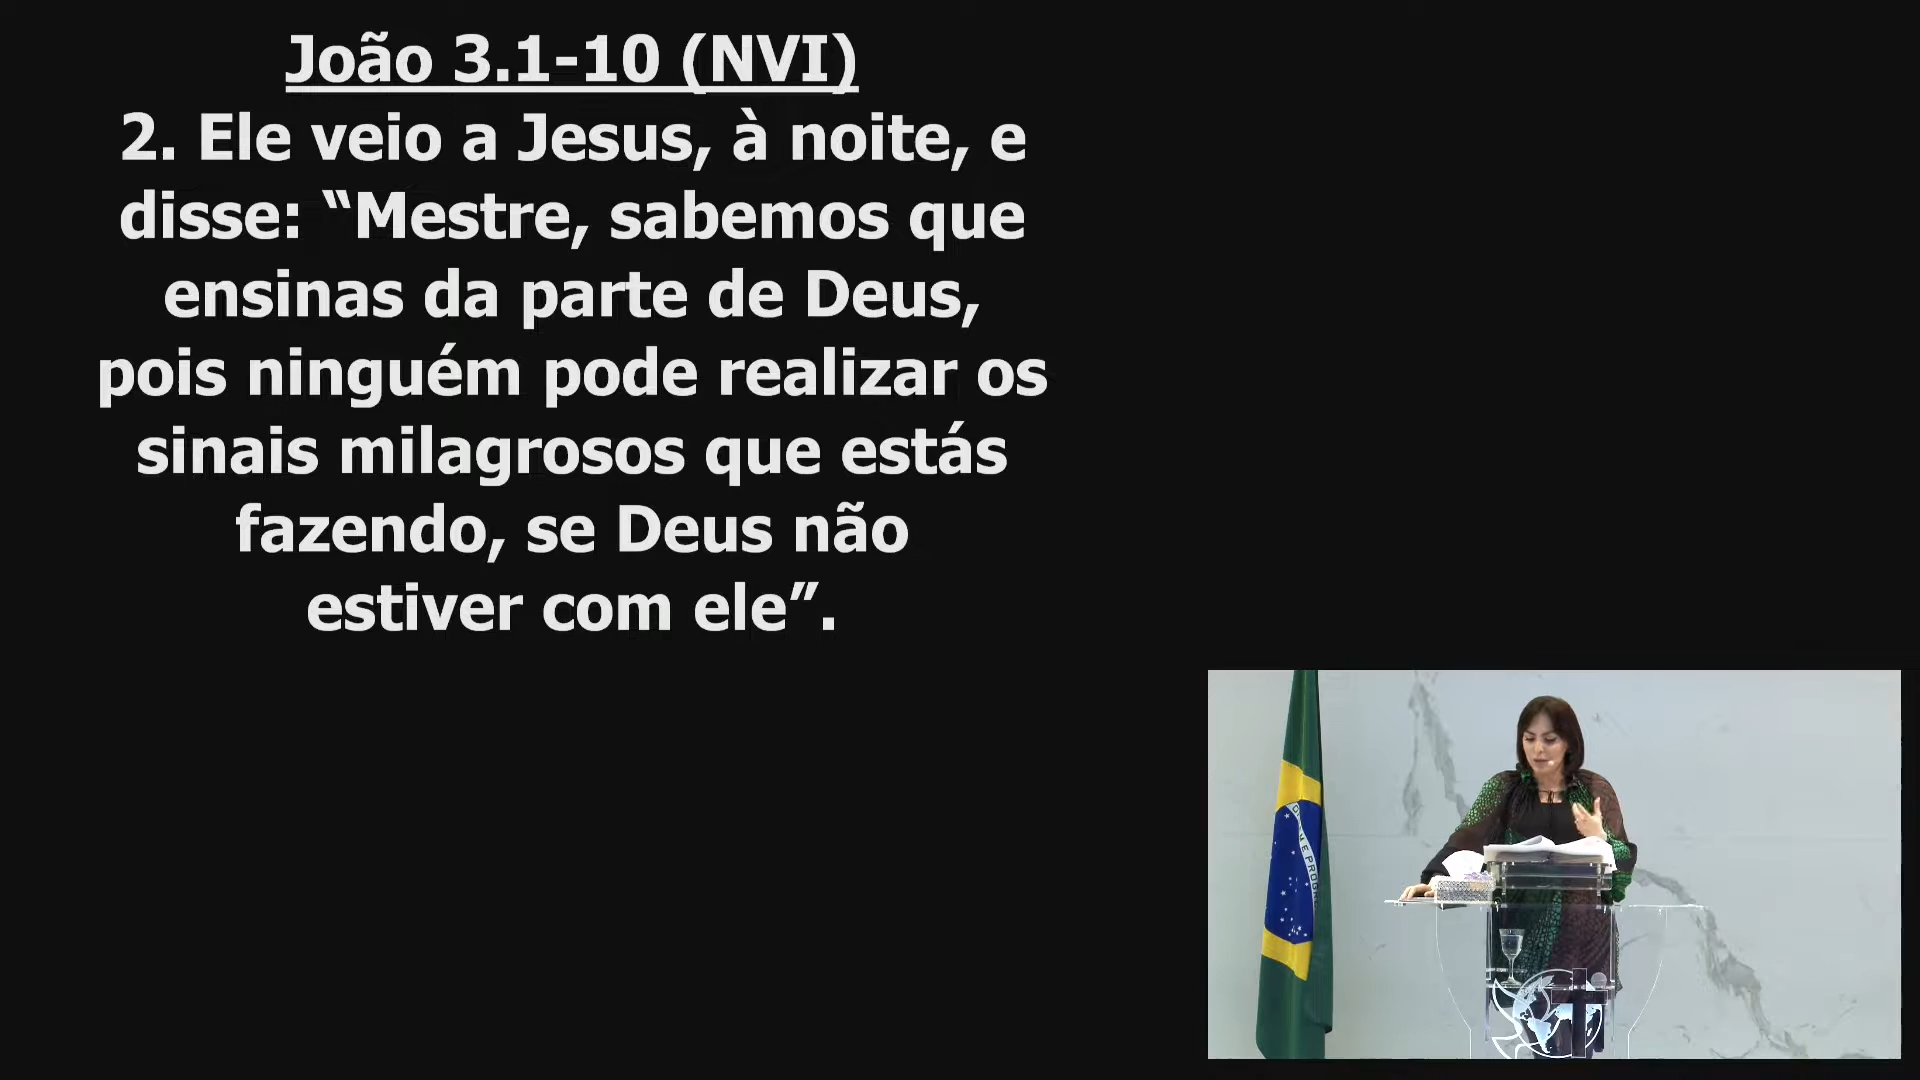 João 3.1-10 (NVI)
2. Ele veio a Jesus, à noite, e
disse: “Mestre, sabemos que
ensinas da parte de Deus,
pois ninguém pode realizar os
sinais milagrosos que estás
fazendo, se Deus não
estiver com ele”.